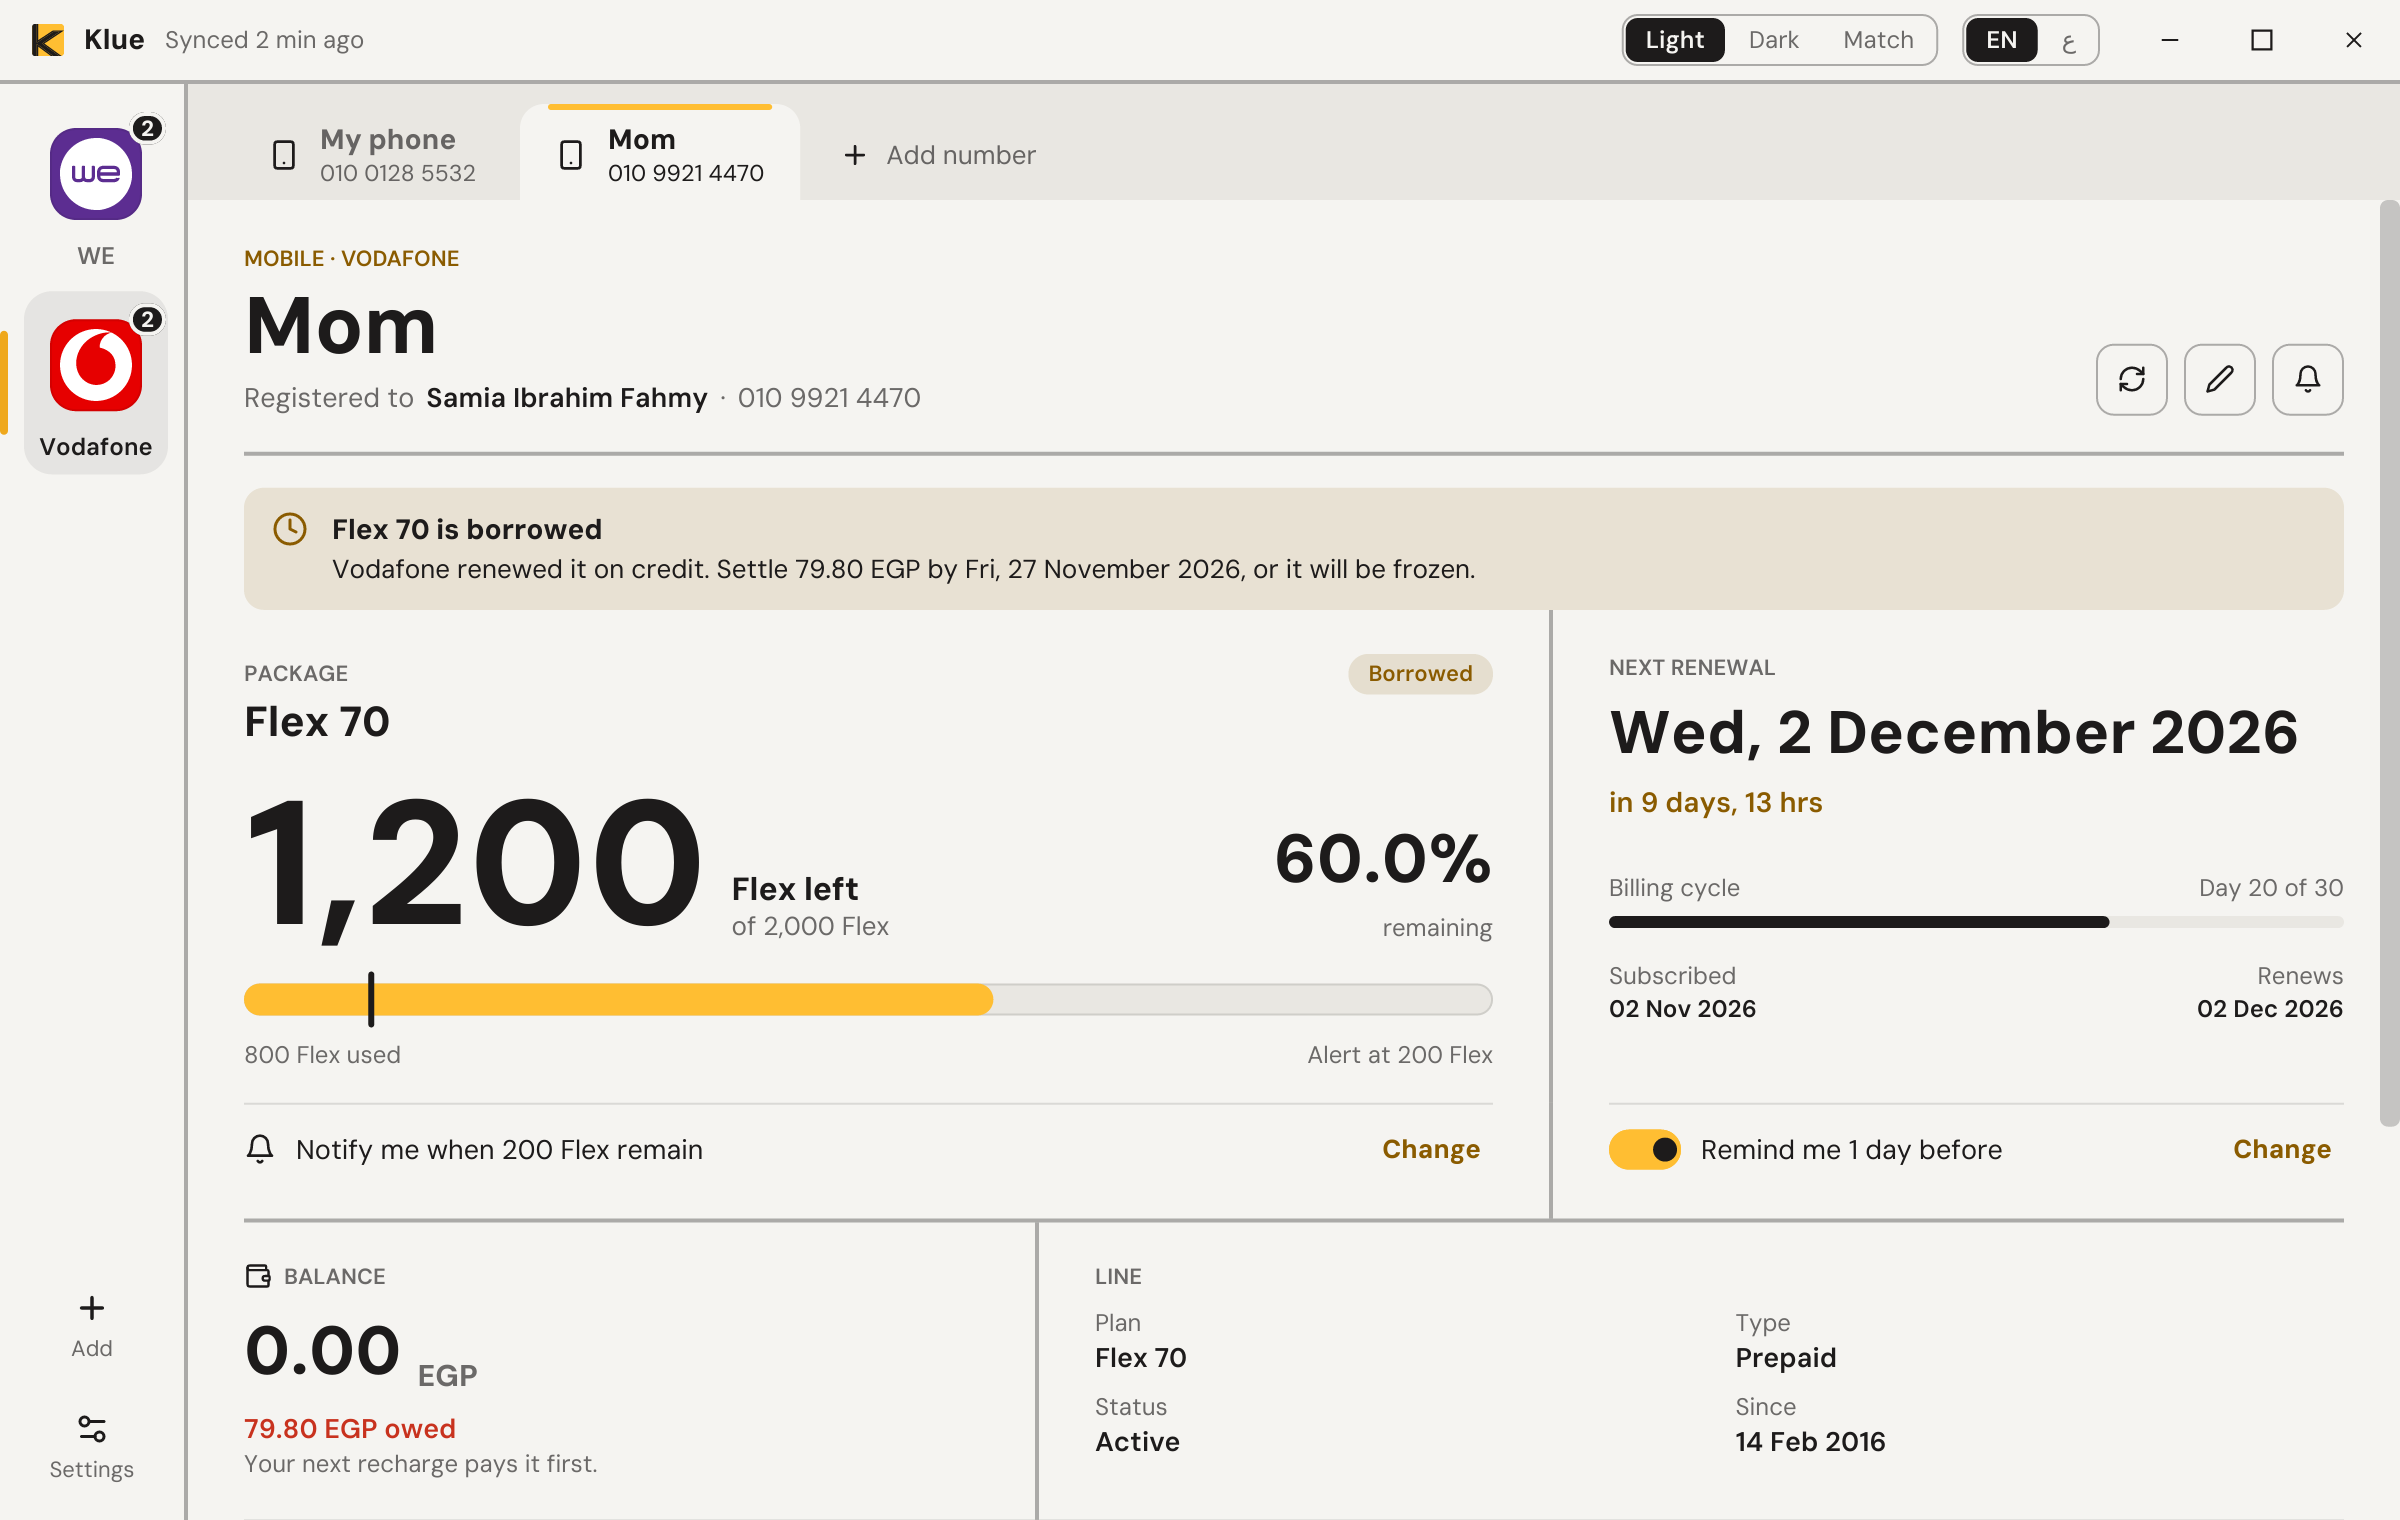 Klue Synced 2 min ago
Light Dark Match
EN ع
2
we
WE
2
Vodafone
Add
Settings
My phone
010 0128 5532
Mom
010 9921 4470
Add number
MOBILE · VODAFONE
Mom
Registered to Samia Ibrahim Fahmy · 010 9921 4470
Flex 70 is borrowed
Vodafone renewed it on credit. Settle 79.80 EGP by Fri, 27 November 2026, or it will be frozen.
PACKAGE
Borrowed
Flex 70
1,200
Flex left
of 2,000 Flex
60.0%
remaining
800 Flex used
Alert at 200 Flex
Notify me when 200 Flex remain
Change
NEXT RENEWAL
Wed, 2 December 2026
in 9 days, 13 hrs
Billing cycle
Day 20 of 30
Subscribed
02 Nov 2026
Renews
02 Dec 2026
Remind me 1 day before
Change
BALANCE
0.00 EGP
79.80 EGP owed
Your next recharge pays it first.
LINE
Plan
Flex 70
Type
Prepaid
Status
Active
Since
14 Feb 2016